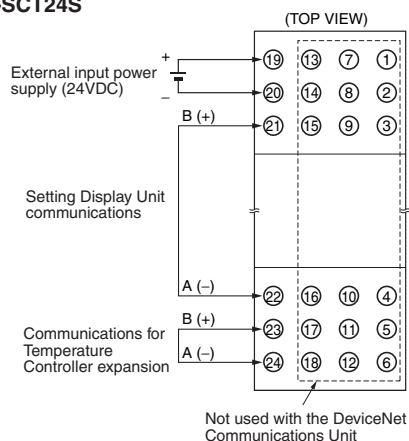 -SCT24S
(TOP VIEW)
+
External input power
supply (24VDC)
−
19 13 7 1
20 14 8 2
B (+)
21 15 9 3
Setting Display Unit
communications
A (−)
22 16 10 4
B (+)
23 17 11 5
Communications for
Temperature
Controller expansion
A (−)
24 18 12 6
Not used with the DeviceNet
Communications Unit